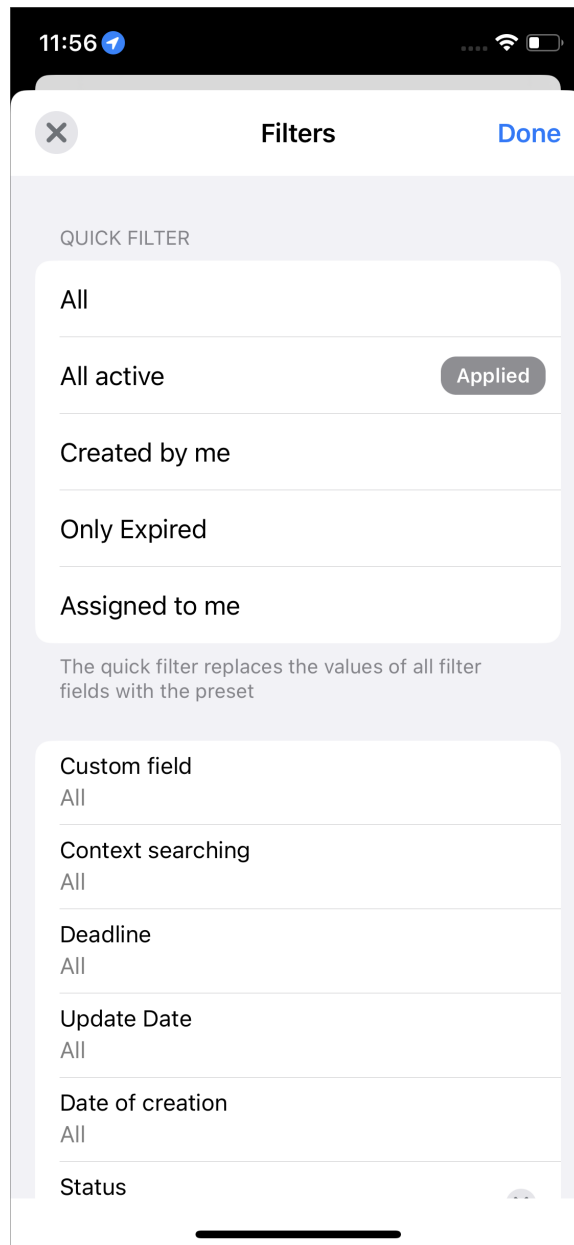 11:56
Filters
Done
QUICK FILTER
All
All active
Applied
Created by me
Only Expired
Assigned to me
The quick filter replaces the values of all filter
fields with the preset
Custom field
All
Context searching
All
Deadline
All
Update Date
All
Date of creation
All
Status